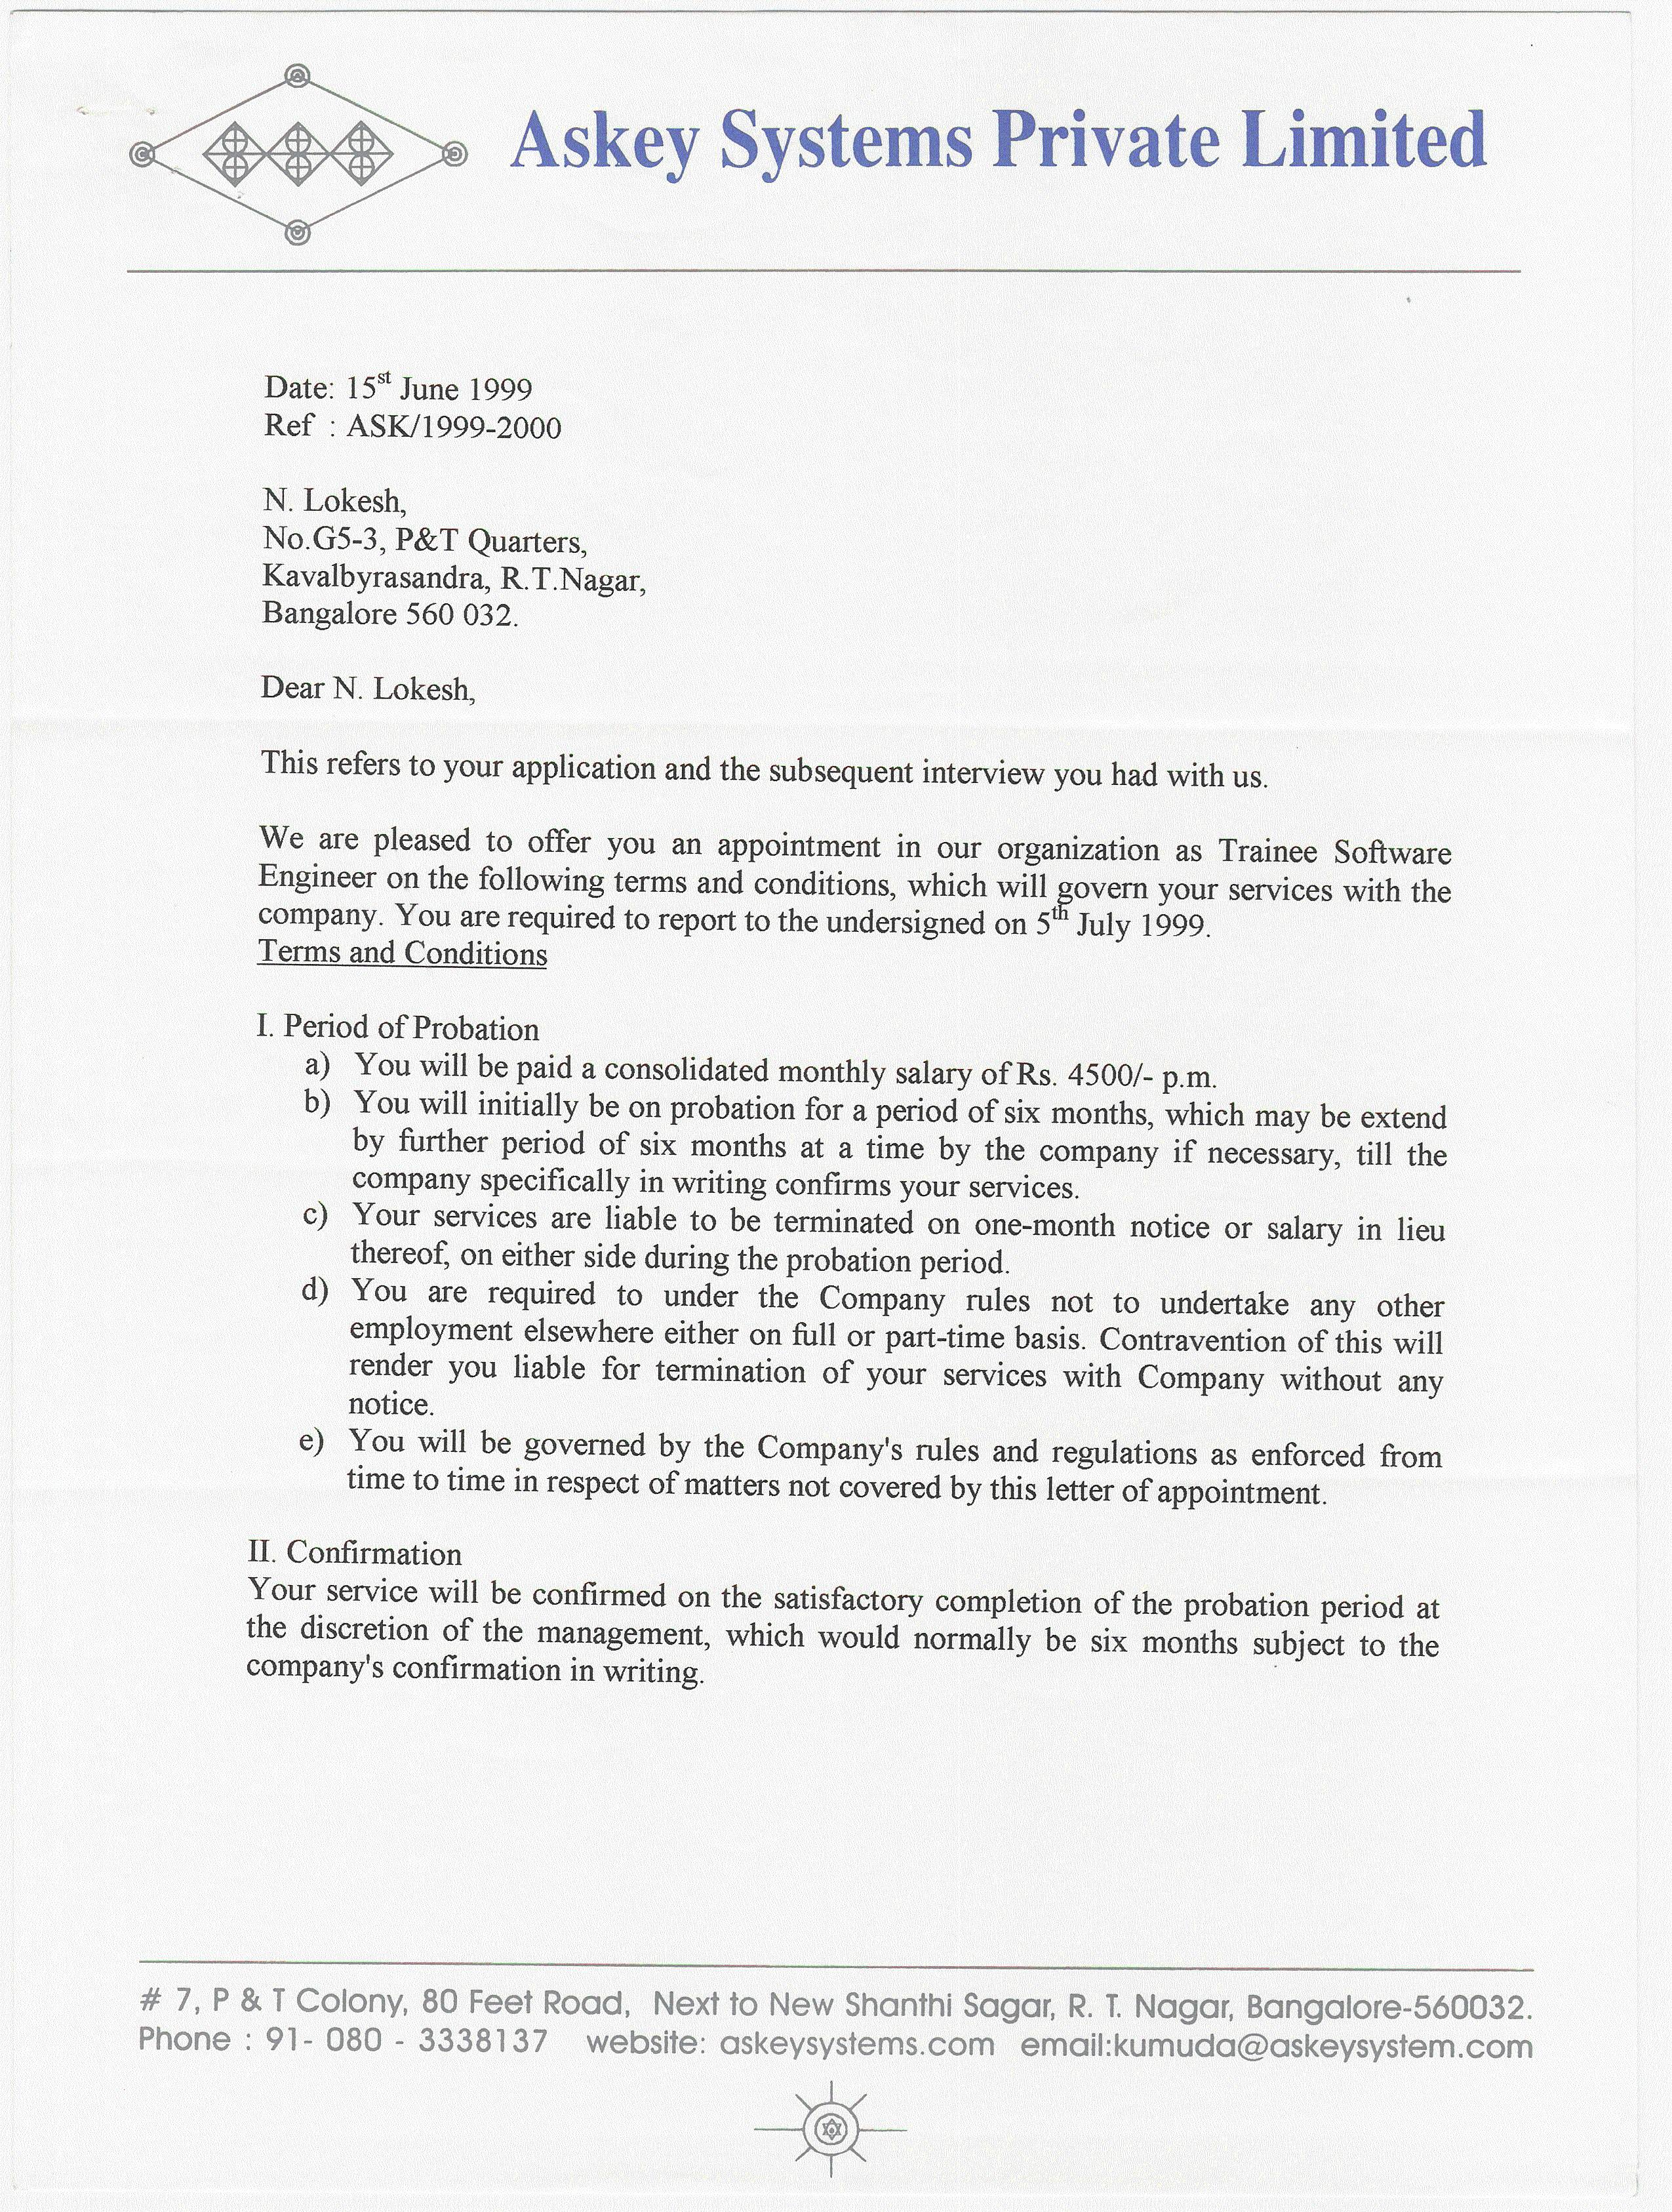 Askey Systems Private Limited
Date: 15st June 1999
Ref : ASK/1999-2000
N. Lokesh,
No.G5-3, P&T Quarters,
Kavalbyrasandra, R.T.Nagar,
Bangalore 560 032.
Dear N. Lokesh,
This refers to your application and the subsequent interview you had with us.
We are pleased to offer you an appointment in our organization as Trainee Software
Engineer on the following terms and conditions, which will govern your services with the
company. You are required to report to the undersigned on 5th July 1999.
Terms and Conditions
I. Period of Probation
a) You will be paid a consolidated monthly salary of Rs. 4500/- p.m.
b) You will initially be on probation for a period of six months, which may be extend
by further period of six months at a time by the company if necessary, till the
company specifically in writing confirms your services.
c) Your services are liable to be terminated on one-month notice or salary in lieu
thereof, on either side during the probation period.
d) You are required to under the Company rules not to undertake any other
employment elsewhere either on full or part-time basis. Contravention of this will
render you liable for termination of your services with Company without any
notice.
e) You will be governed by the Company's rules and regulations as enforced from
time to time in respect of matters not covered by this letter of appointment.
II. Confirmation
Your service will be confirmed on the satisfactory completion of the probation period at
the discretion of the management, which would normally be six months subject to the
company's confirmation in writing.
# 7, P & T Colony, 80 Feet Road, Next to New Shanthi Sagar, R. T. Nagar, Bangalore-560032.
Phone : 91- 080 - 3338137 website: askeysystems.com email:kumuda@askeysystem.com